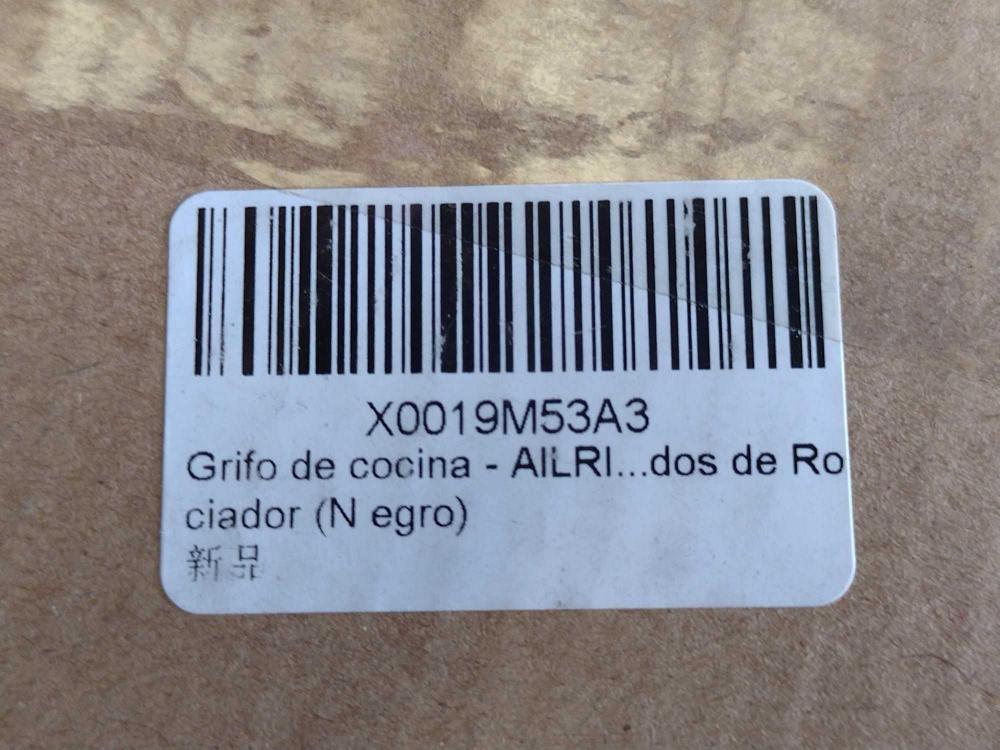 X0019M53A3
Grifo de cocina - AILRI...dos de Ro
ciador (N egro)
新品